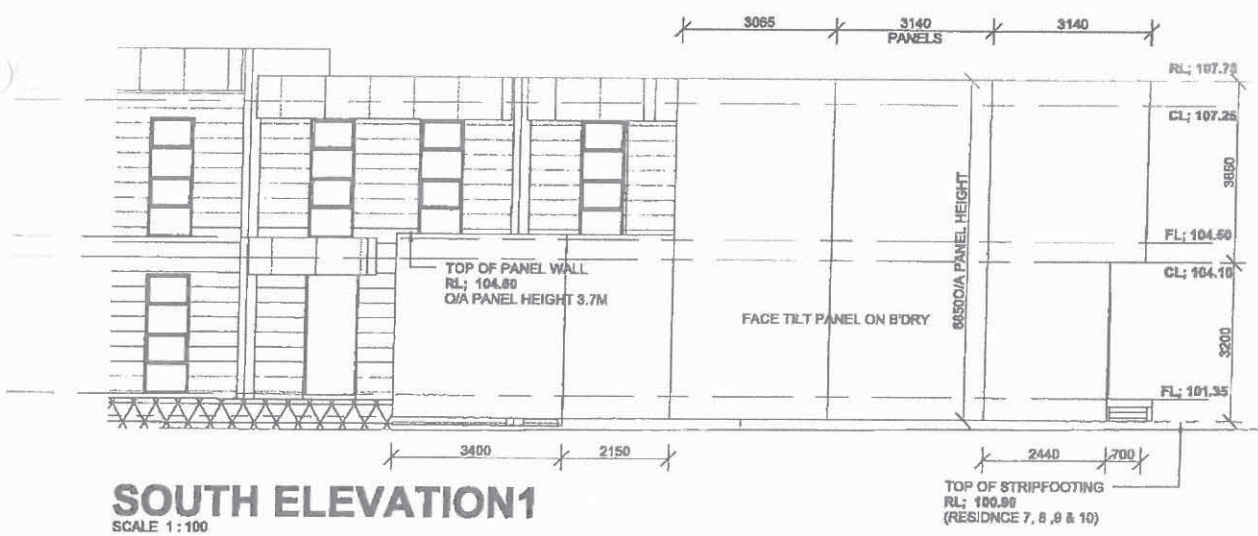 3065
3140
3140
PANELS
RL; 107.75
CL; 107.25
3650
6850O/A PANEL HEIGHT
FL; 104.50
CL; 104.10
TOP OF PANEL WALL
RL; 104.60
O/A PANEL HEIGHT 3.7M
FACE TILT PANEL ON B'DRY
3200
FL; 101.35
3400
2150
2440
700
SOUTH ELEVATION1
SCALE 1:100
TOP OF STRIPFOOTING
RL; 100.90
(RESIDNCE 7, 8 ,9 & 10)